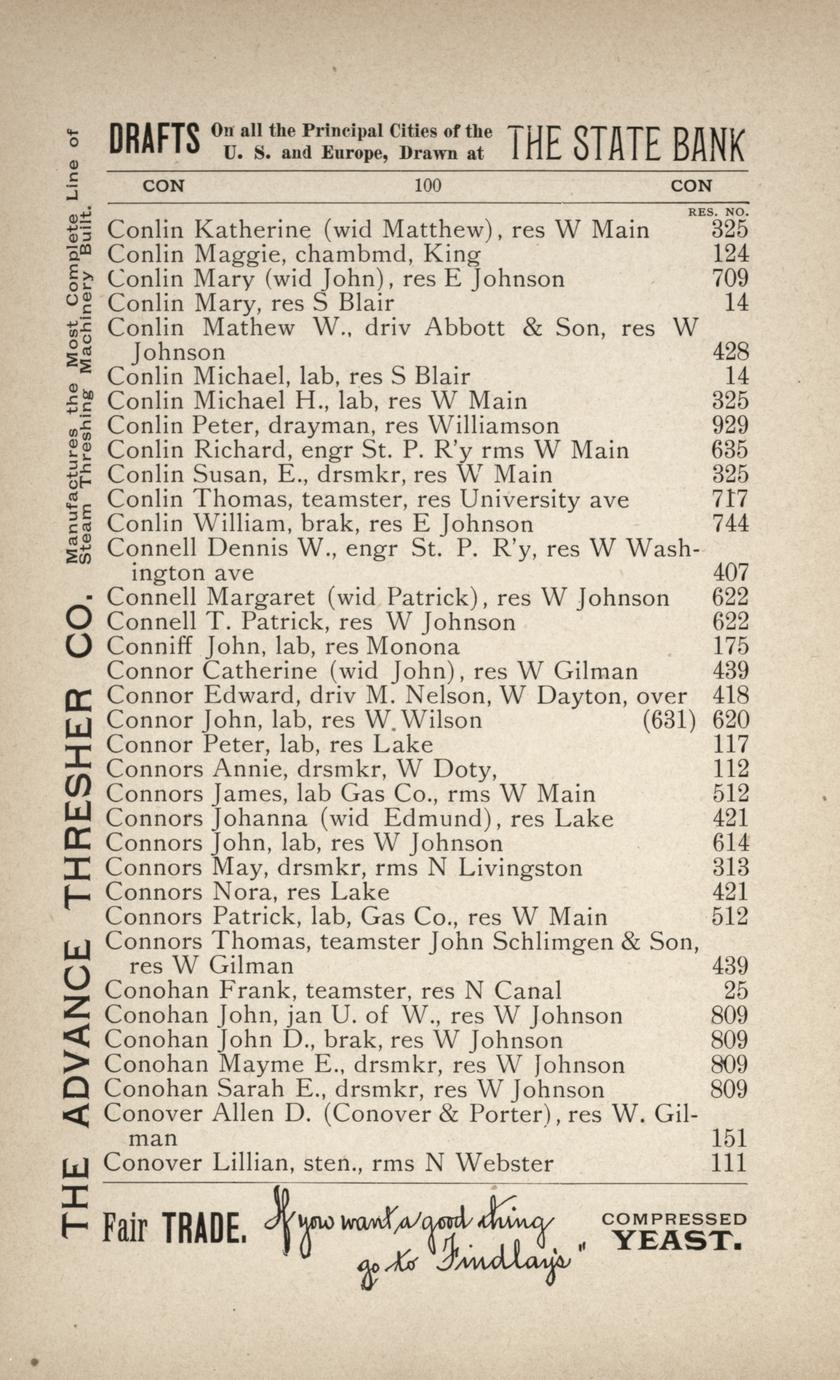 DRAFTS On all the Principal Cities of the U. S. and Europe, Drawn at THE STATE BANK
CON 100 CON
RES. NO.
Conlin Katherine (wid Matthew), res W Main 325
Conlin Maggie, chambmd, King 124
Conlin Mary (wid John), res E Johnson 709
Conlin Mary, res S Blair 14
Conlin Mathew W., driv Abbott & Son, res W
Johnson 428
Conlin Michael, lab, res S Blair 14
Conlin Michael H., lab, res W Main 325
Conlin Peter, drayman, res Williamson 929
Conlin Richard, engr St. P. R'y rms W Main 635
Conlin Susan, E., drsmkr, res W Main 325
Conlin Thomas, teamster, res University ave 717
Conlin William, brak, res E Johnson 744
Connell Dennis W., engr St. P. R'y, res W Wash-
ington ave 407
Connell Margaret (wid Patrick), res W Johnson 622
Connell T. Patrick, res W Johnson 622
Conniff John, lab, res Monona 175
Connor Catherine (wid John), res W Gilman 439
Connor Edward, driv M. Nelson, W Dayton, over 418
Connor John, lab, res W. Wilson (631) 620
Connor Peter, lab, res Lake 117
Connors Annie, drsmkr, W Doty, 112
Connors James, lab Gas Co., rms W Main 512
Connors Johanna (wid Edmund), res Lake 421
Connors John, lab, res W Johnson 614
Connors May, drsmkr, rms N Livingston 313
Connors Nora, res Lake 421
Connors Patrick, lab, Gas Co., res W Main 512
Connors Thomas, teamster John Schlimgen & Son,
res W Gilman 439
Conohan Frank, teamster, res N Canal 25
Conohan John, jan U. of W., res W Johnson 809
Conohan John D., brak, res W Johnson 809
Conohan Mayme E., drsmkr, res W Johnson 809
Conohan Sarah E., drsmkr, res W Johnson 809
Conover Allen D. (Conover & Porter), res W. Gil-
man 151
Conover Lillian, sten., rms N Webster 111
Fair TRADE. If you want a good thing go to Findlay's" COMPRESSED YEAST.
THE ADVANCE THRESHER CO. Manufactures the Most Complete Line of
Steam Threshing Machinery Built.